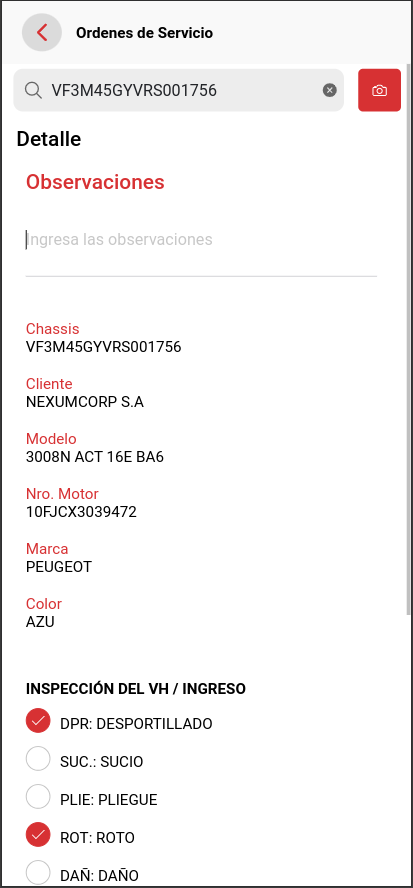 Ordenes de Servicio
VF3M45GYVRS001756
Detalle
Observaciones
Ingresa las observaciones
Chassis
VF3M45GYVRS001756
Cliente
NEXUMCORP S.A
Modelo
3008N ACT 16E BA6
Nro. Motor
10FJCX3039472
Marca
PEUGEOT
Color
AZU
INSPECCIÓN DEL VH / INGRESO
DPR: DESPORTILLADO
SUC.: SUCIO
PLIE: PLIEGUE
ROT: ROTO
DAÑ: DAÑO